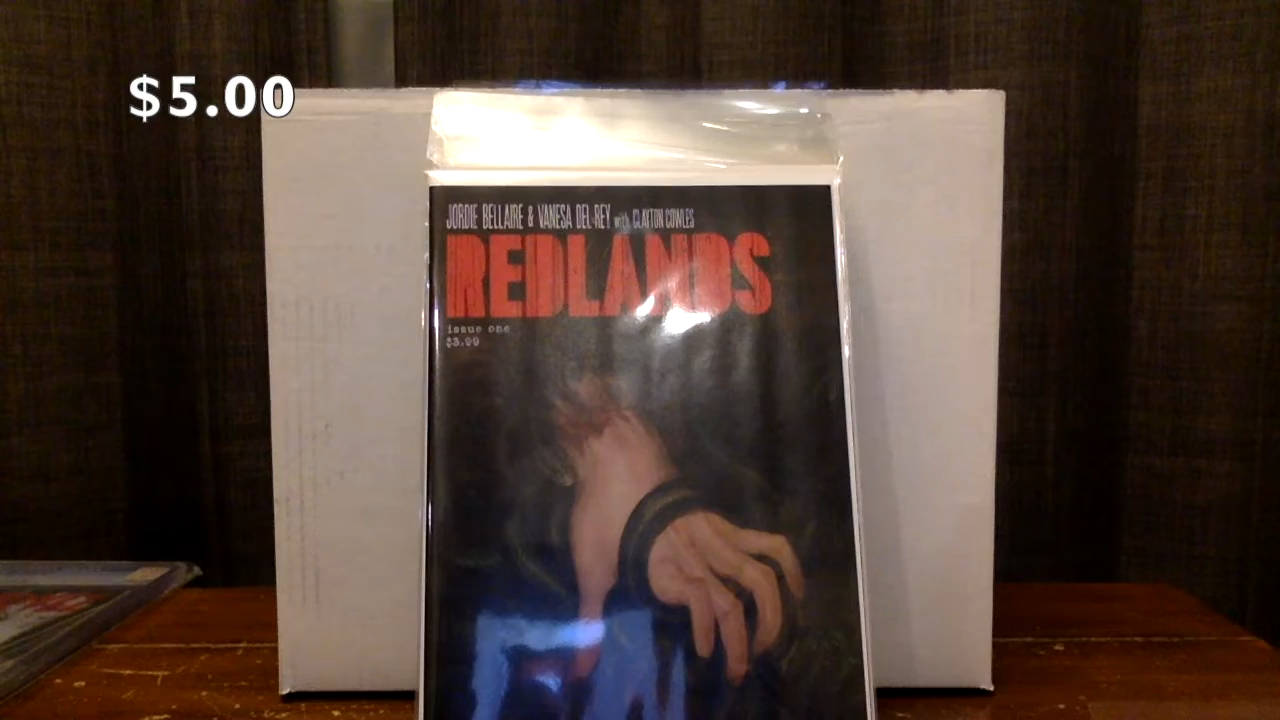 $5.00
JORDIE BELLAIRE & VANESA DEL REY with CLAYTON COWLES
REDLANDS
issue one
$3.99